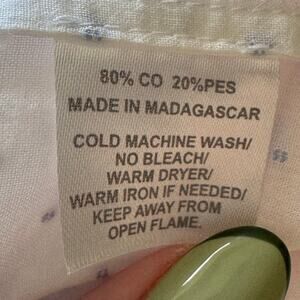 80% CO 20%PES
MADE IN MADAGASCAR
COLD MACHINE WASH/
NO BLEACH/
WARM DRYER/
WARM IRON IF NEEDED/
KEEP AWAY FROM
OPEN FLAME.